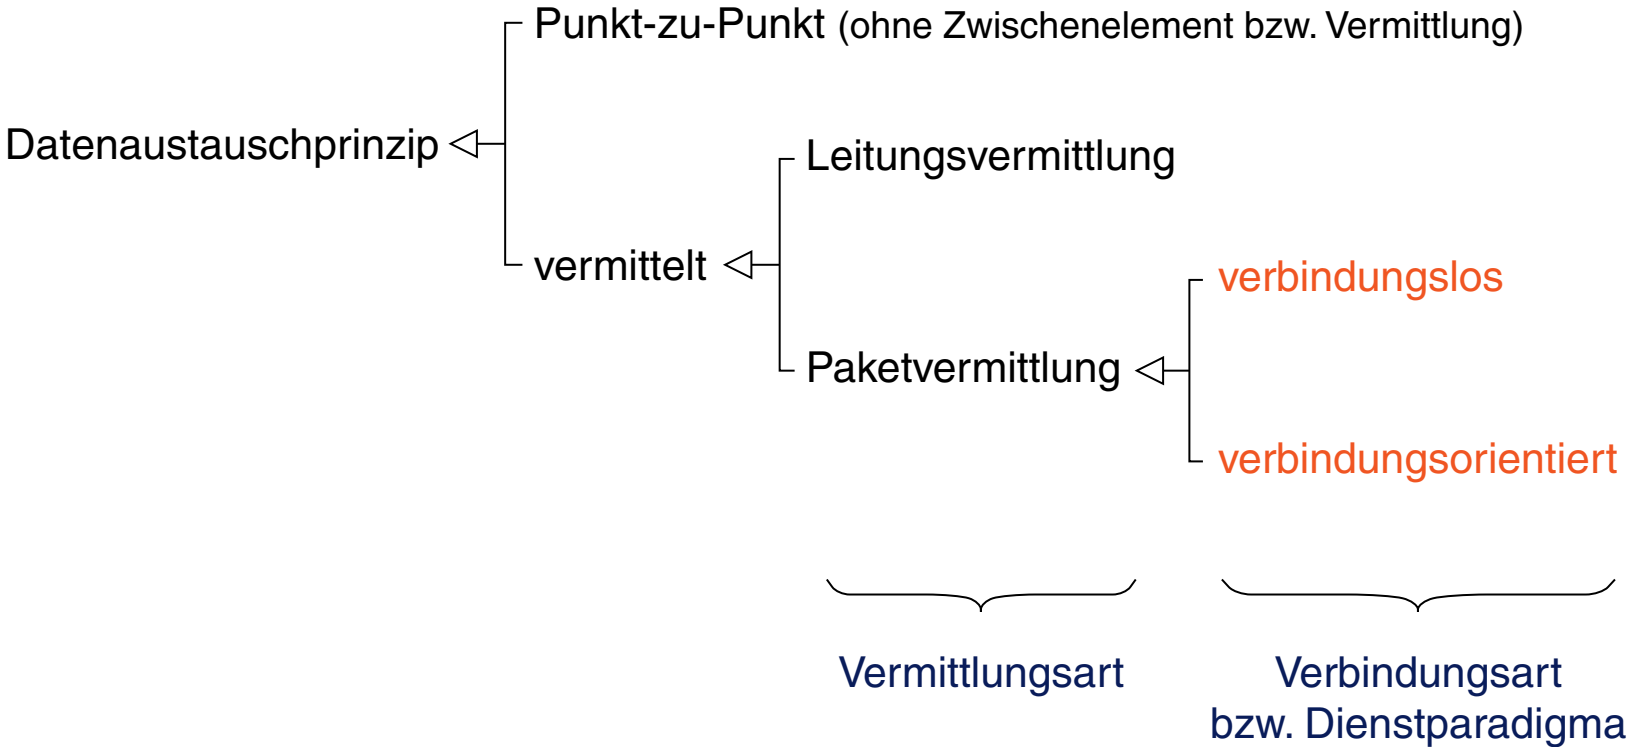 Punkt-zu-Punkt (ohne Zwischenelement bzw. Vermittlung)
Datenaustauschprinzip
Leitungsvermittlung
vermittelt
verbindungslos
Paketvermittlung
verbindungsorientiert
Vermittlungsart
Verbindungsart
bzw. Dienstparadigma